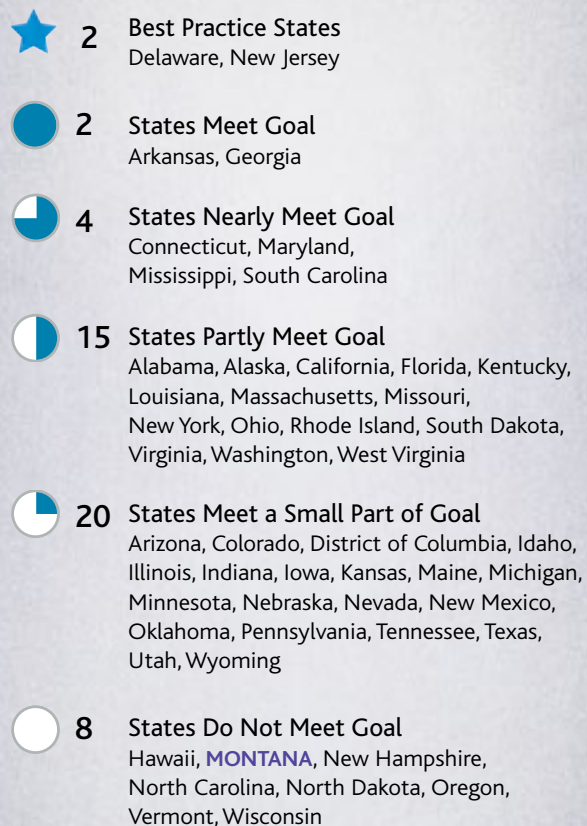 2 Best Practice States
Delaware, New Jersey
2 States Meet Goal
Arkansas, Georgia
4 States Nearly Meet Goal
Connecticut, Maryland,
Mississippi, South Carolina
15 States Partly Meet Goal
Alabama, Alaska, California, Florida, Kentucky,
Louisiana, Massachusetts, Missouri,
New York, Ohio, Rhode Island, South Dakota,
Virginia, Washington, West Virginia
20 States Meet a Small Part of Goal
Arizona, Colorado, District of Columbia, Idaho,
Illinois, Indiana, Iowa, Kansas, Maine, Michigan,
Minnesota, Nebraska, Nevada, New Mexico,
Oklahoma, Pennsylvania, Tennessee, Texas,
Utah, Wyoming
8 States Do Not Meet Goal
Hawaii, MONTANA, New Hampshire,
North Carolina, North Dakota, Oregon,
Vermont, Wisconsin